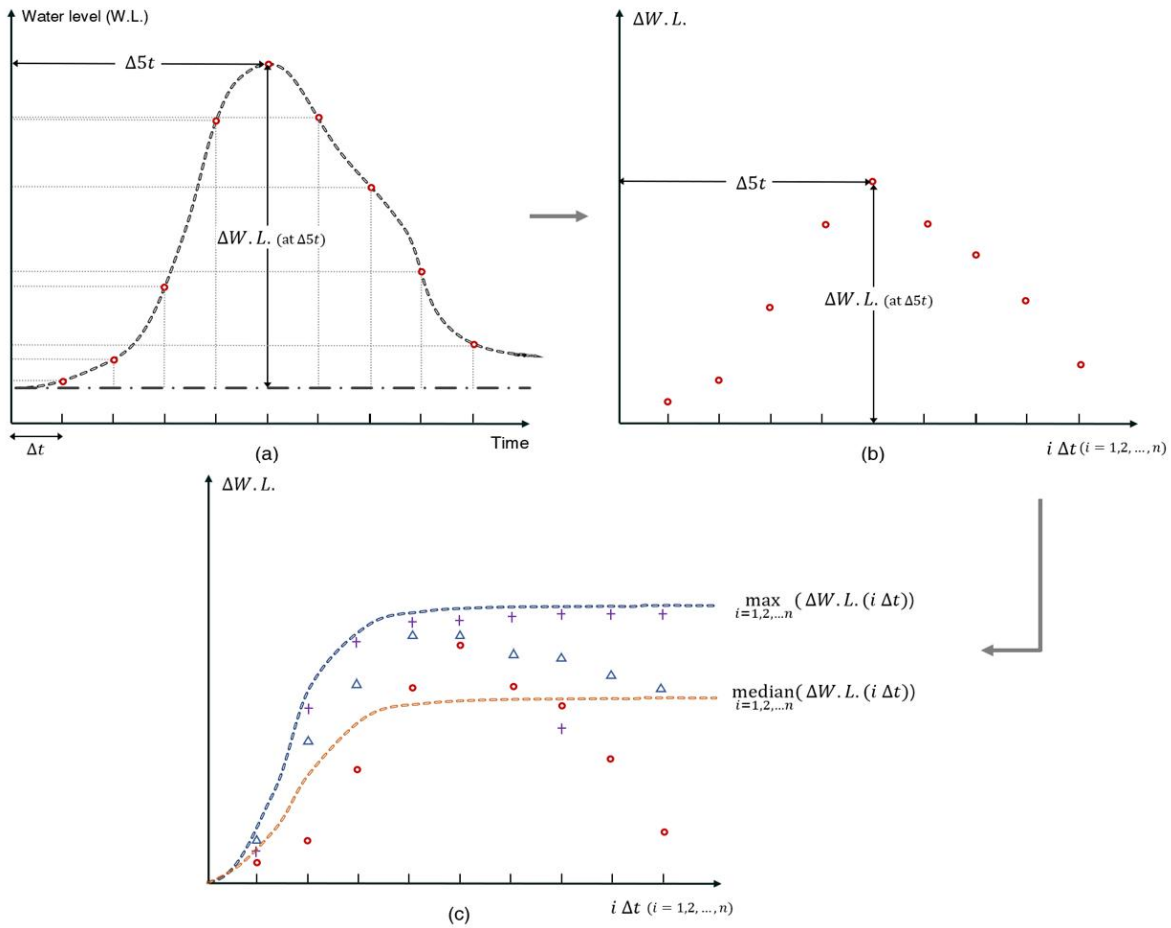 Water level (W.L.)
Δ5t
ΔW.L. (at Δ5t)
Δt
Time
(a)
ΔW.L.
Δ5t
ΔW.L. (at Δ5t)
i Δt (i = 1,2, ..., n)
(b)
ΔW.L.
max (ΔW.L.(i Δt))
i=1,2,...n
median(ΔW.L.(i Δt))
i=1,2,...n
i Δt (i = 1,2, ..., n)
(c)